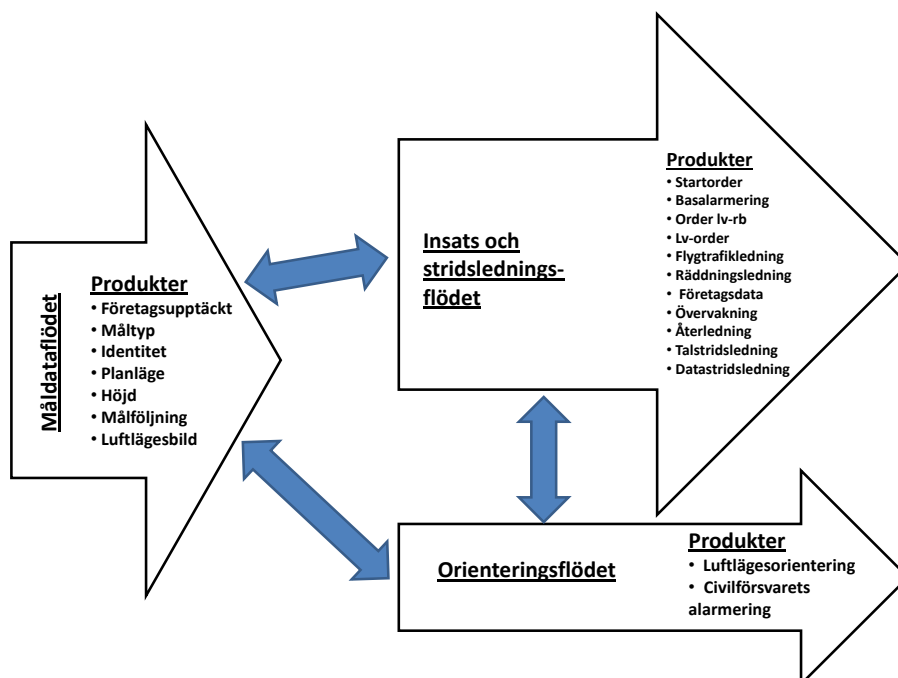 Måldataflödet
Produkter
• Företagsupptäckt
• Måltyp
• Identitet
• Planläge
• Höjd
• Målföljning
• Luftlägesbild
Insats och
stridslednings-
flödet
Produkter
• Startorder
• Basalarmering
• Order lv-rb
• Lv-order
• Flygtrafikledning
• Räddningsledning
• Företagsdata
• Övervakning
• Återledning
• Talstridsledning
• Datastridsledning
Orienteringsflödet
Produkter
• Luftlägesorientering
• Civilförsvarets
alarmering